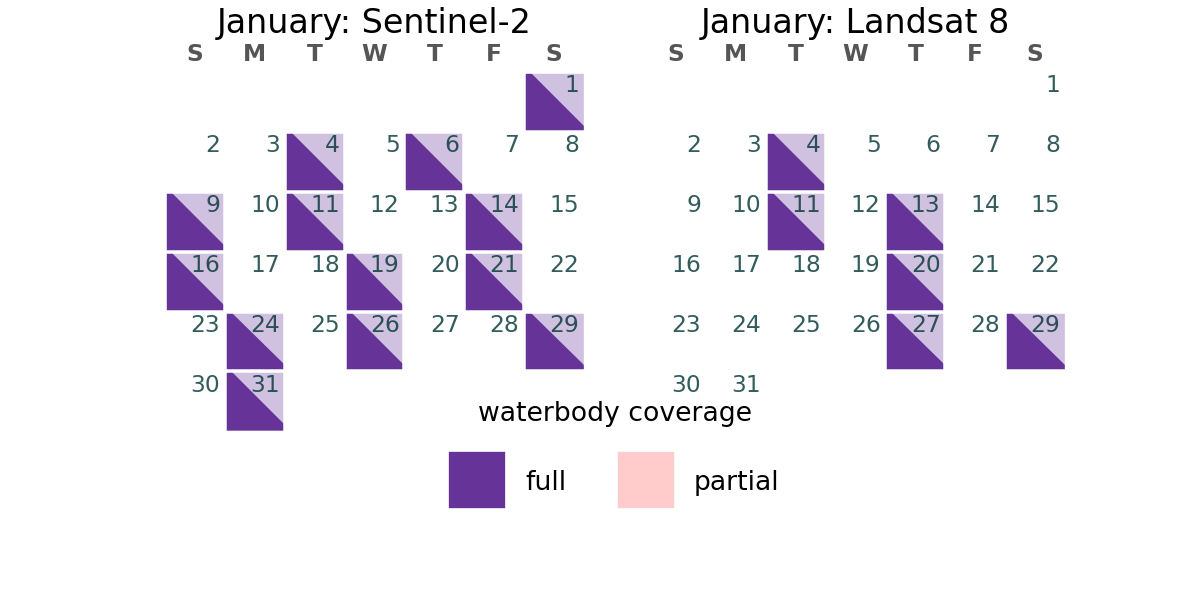 January: Sentinel-2
S M T W T F S
1
2 3 4 5 6 7 8
9 10 11 12 13 14 15
16 17 18 19 20 21 22
23 24 25 26 27 28 29
30 31
January: Landsat 8
S M T W T F S
1
2 3 4 5 6 7 8
9 10 11 12 13 14 15
16 17 18 19 20 21 22
23 24 25 26 27 28 29
30 31
waterbody coverage
full partial